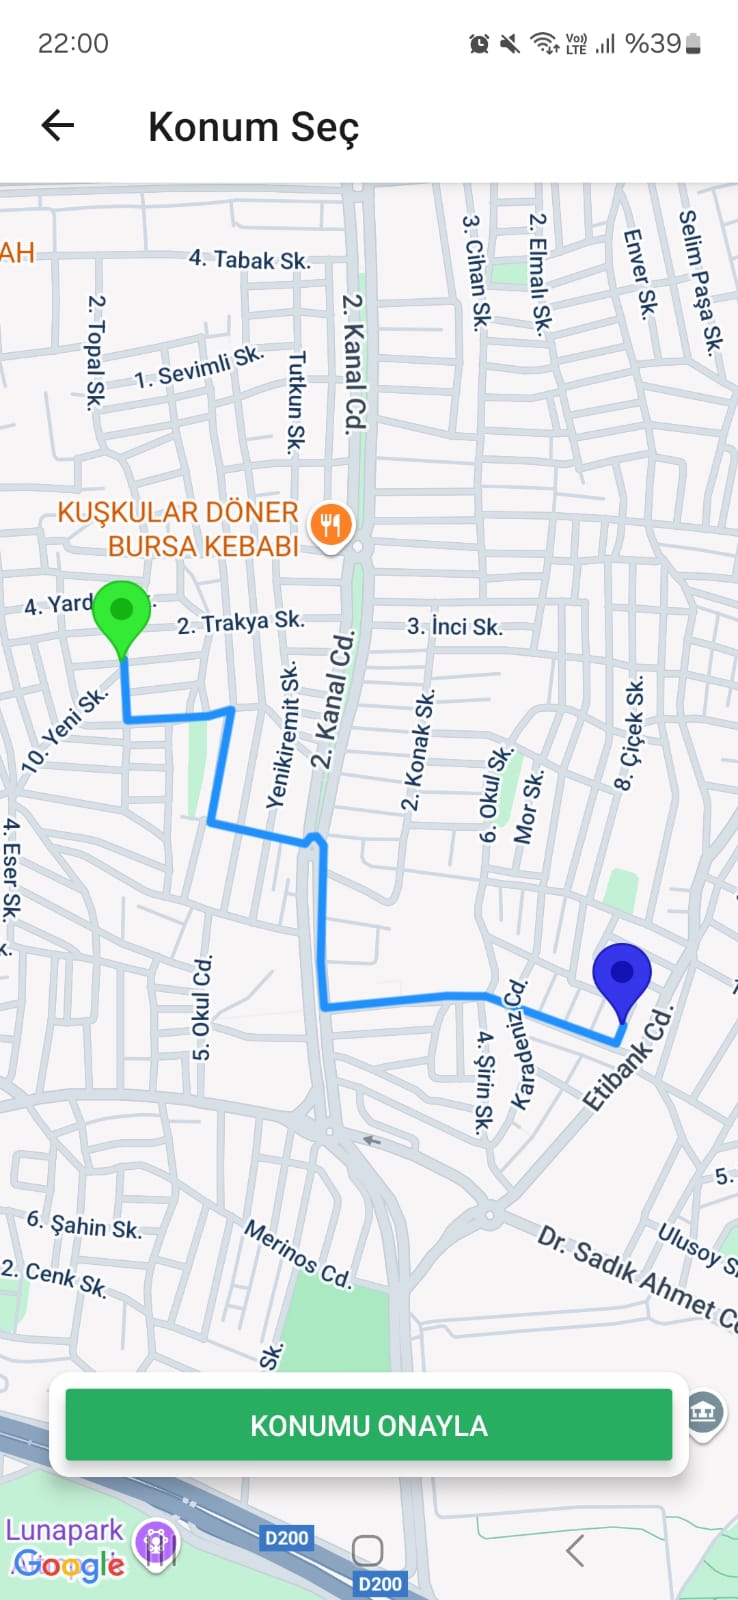 22:00
Vo))
LTE
%39
Konum Seç
AH
4. Tabak Sk.
3. Cihan Sk.
2. Elmalı Sk.
Enver Sk.
Selim Paşa Sk.
2. Topal Sk.
1. Sevimli Sk.
Tutkun Sk.
2. Kanal Cd.
KUŞKULAR DÖNER
BURSA KEBABI
4. Yard
2. Trakya Sk.
3. İnci Sk.
10. Yeni Sk.
Yenikiremit Sk.
2. Kanal Cd.
2. Konak Sk.
6. Okul Sk.
Mor Sk.
8. Çiçek Sk.
4. Eser Sk.
K.
5. Okul Cd.
4. Şirin Sk.
Karadeniz Cd.
Etibank Cd.
5.
6. Şahin Sk.
Merinos Cd.
2. Cenk Sk.
Dr. Sadık Ahmet C
Ulusoy S
Sk.
KONUMU ONAYLA
Lunapark
Google
D200
D200